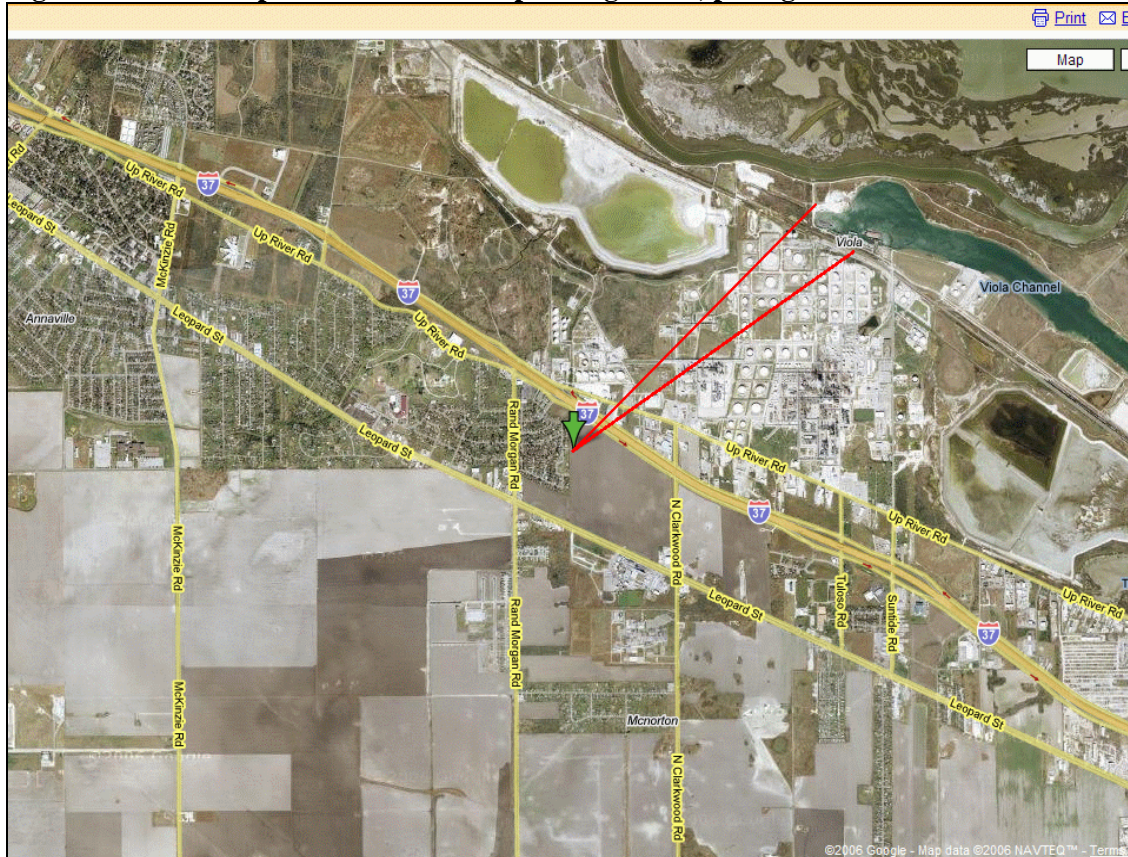 Print
Map
Up River Rd
37
Leopard St
McKinzie Rd
Up River Rd
Annaville
Leopard St
37
Up River Rd
Viola
Viola Channel
37
Rand Morgan Rd
Leopard St
Up River Rd
McKinzie Rd
N Clarkwood Rd
37
Up River Rd
Rand Morgan Rd
Leopard St
Tuloso Rd
Suntide Rd
Up River Rd
37
McKinzie Rd
Mcnorton
Leopard St
N Clarkwood Rd
©2006 Google - Map data ©2006 NAVTEQ™ - Terms